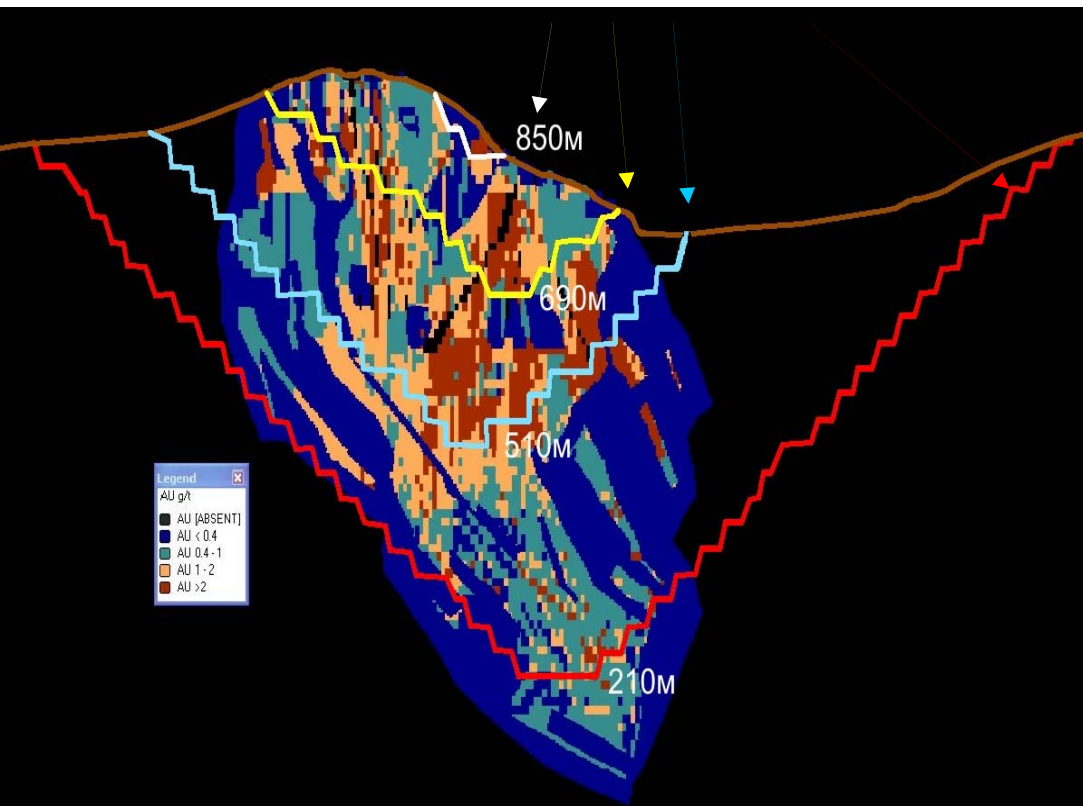 850м
690м
510м
Legend
AU g/t
AU [ABSENT]
AU < 0.4
AU 0.4 - 1
AU 1 - 2
AU >2
210м